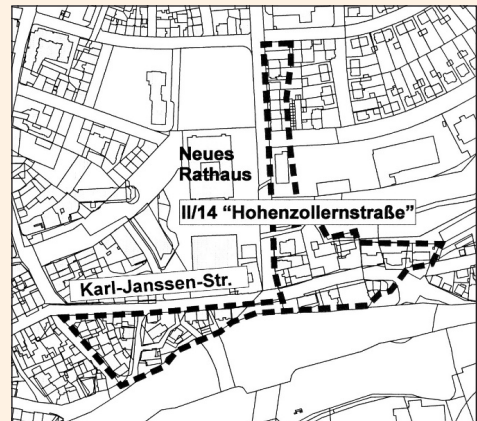 Neues
Rathaus
II/14 “Hohenzollernstraße”
Karl-Janssen-Str.